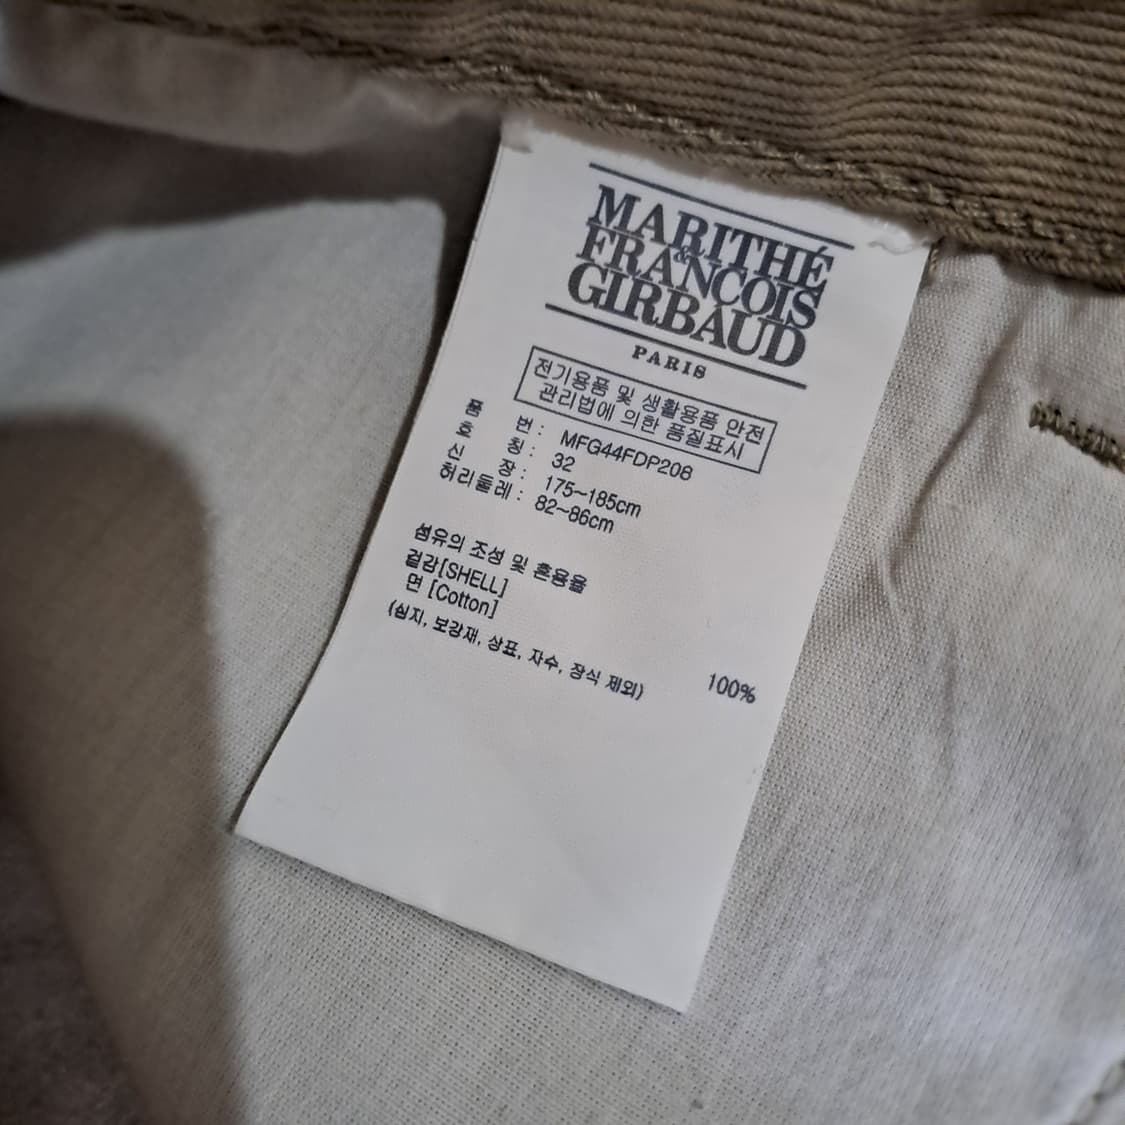 MARITHÉ
&
FRANCOIS
GIRBAUD
PARIS
전기용품 및 생활용품 안전
관리법에 의한 품질표시
품 번 : MFG44FDP206
호 칭 : 32
신 장 : 175~185cm
허리둘레 : 82~86cm
섬유의 조성 및 혼용율
겉감[SHELL]
면 [Cotton] 100%
(심지, 보강재, 상표, 자수, 장식 제외)